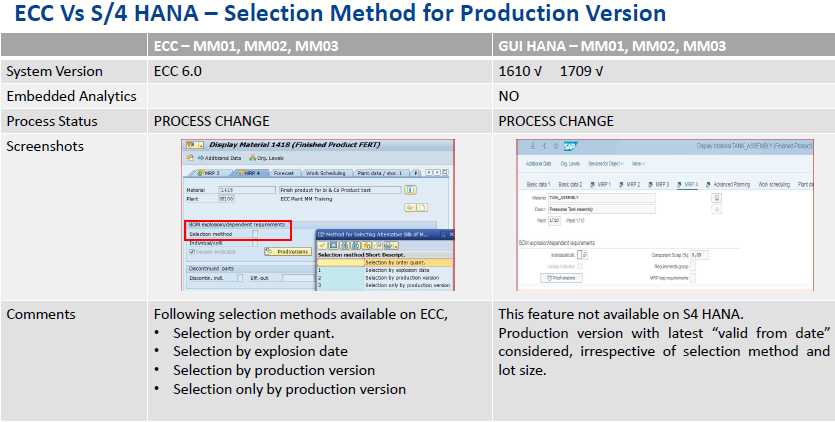 ECC Vs S/4 HANA – Selection Method for Production Version
ECC – MM01, MM02, MM03
GUI HANA – MM01, MM02, MM03
System Version
ECC 6.0
1610 √ 1709 √
Embedded Analytics
NO
Process Status
PROCESS CHANGE
PROCESS CHANGE
Screenshots
Display Material 1418 (Finished Product FERT)
Additional Data Org. Levels
MRP 3 MRP 4 Forecast Work Scheduling Plant data / stor. 1
Material 1418 Finish product for bi & Co Product test
Plant ECC Plant MM Training
BOM explosion/dependent requirements
Selection method
Individual/coll.
Version Indicator ProdVersions
Discontinued parts
Discontin. indi. Eff.-out
Method for Selecting Alternative Bills of M...
Selection method Short Descript.
Selection by order quant.
1 Selection by explosion date
2 Selection by production version
3 Selection only by production version
SAP
Display Material TANK_ASSEMBLY (Finished Product
Additional Data Org. Levels Services for Object More
Basic data 1 Basic data 2 MRP 1 MRP 2 MRP 3 MRP 4 Advanced Planning Work scheduling Plant da
Material TANK_ASSEMBLY
Descr. Pressurize Tank Assembly
Plant 1710 Plant 1710
BOM explosion/dependent requirements
Individual/coll. Component Scrap (%) 0,00
Version Indicator Requirements group
ProdVersions MRP dep.requirements
Comments
Following selection methods available on ECC,
• Selection by order quant.
• Selection by explosion date
• Selection by production version
• Selection only by production version
This feature not available on S4 HANA.
Production version with latest “valid from date”
considered, irrespective of selection method and
lot size.